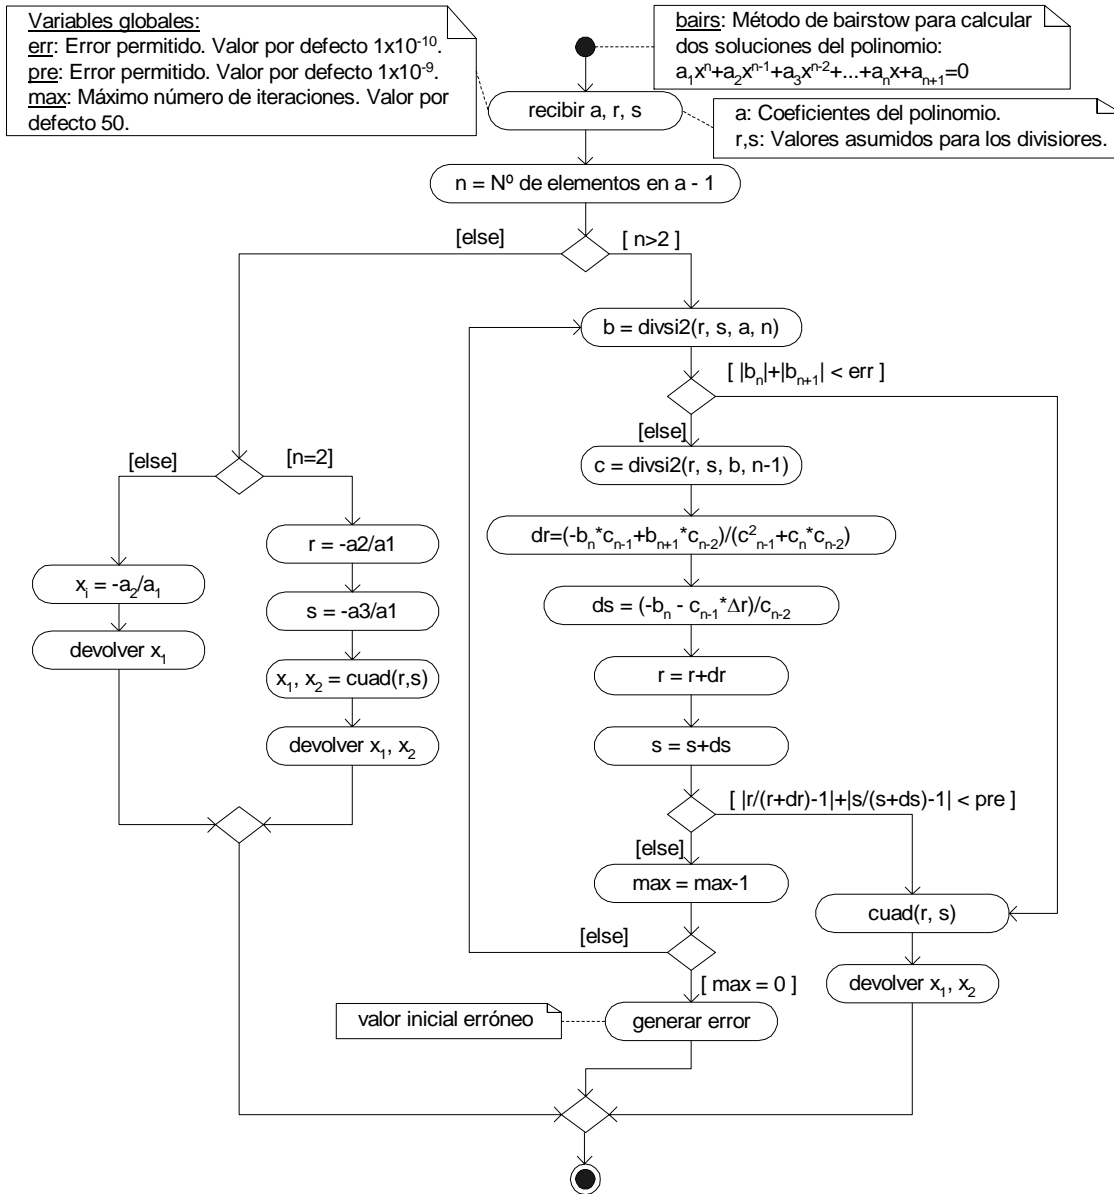 Variables globales:
err: Error permitido. Valor por defecto 1x10⁻¹⁰.
pre: Error permitido. Valor por defecto 1x10⁻⁹.
max: Máximo número de iteraciones. Valor por
defecto 50.
bairs: Método de bairstow para calcular
dos soluciones del polinomio:
a₁xⁿ+a₂xⁿ⁻¹+a₃xⁿ⁻²+...+aₙx+aₙ₊₁=0
recibir a, r, s
a: Coeficientes del polinomio.
r,s: Valores asumidos para los divisiores.
n = Nº de elementos en a - 1
[else]
[ n>2 ]
b = divsi2(r, s, a, n)
[ |bₙ|+|bₙ₊₁| < err ]
[else]
c = divsi2(r, s, b, n-1)
[else]
[n=2]
dr=(-bₙ*cₙ₋₁+bₙ₊₁*cₙ₋₂)/(c²ₙ₋₁+cₙ*cₙ₋₂)
r = -a2/a1
xᵢ = -a₂/a₁
s = -a3/a1
ds = (-bₙ - cₙ₋₁*Δr)/cₙ₋₂
devolver x₁
x₁, x₂ = cuad(r,s)
r = r+dr
devolver x₁, x₂
s = s+ds
[ |r/(r+dr)-1|+|s/(s+ds)-1| < pre ]
[else]
max = max-1
cuad(r, s)
[else]
[ max = 0 ]
devolver x₁, x₂
valor inicial erróneo
generar error